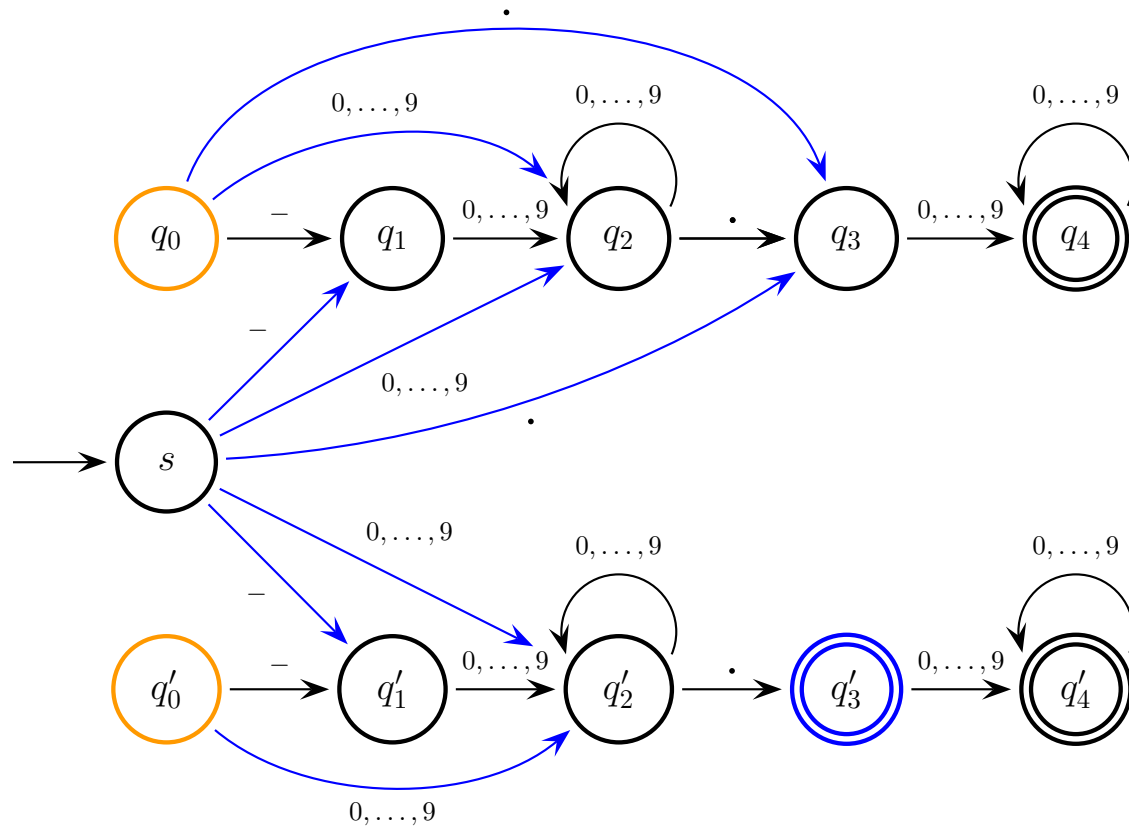 .
0, . . . , 9 0, . . . , 9 0, . . . , 9
q0 − q1 0, . . . , 9 q2 . q3 0, . . . , 9 q4
−
0, . . . , 9
.
s
0, . . . , 9 0, . . . , 9 0, . . . , 9
−
q′0 − q′1 0, . . . , 9 q′2 . q′3 0, . . . , 9 q′4
0, . . . , 9